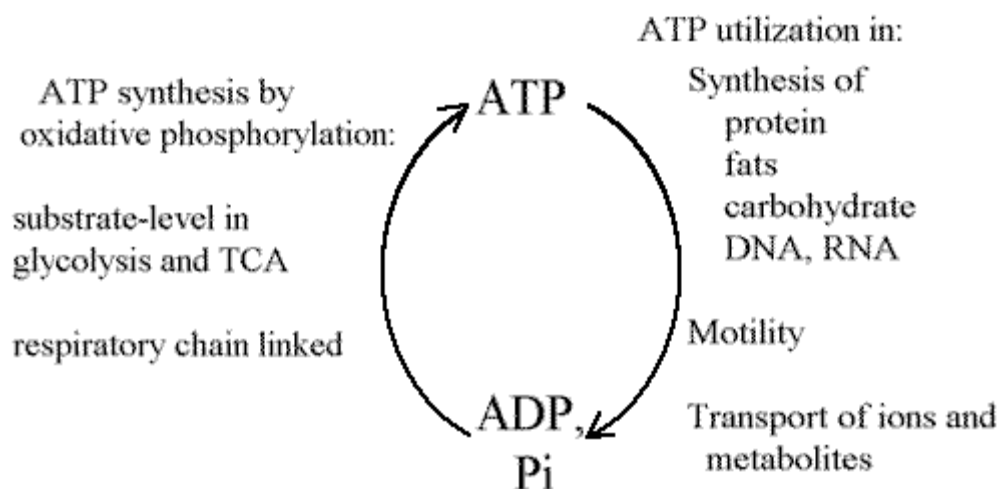 ATP synthesis by
oxidative phosphorylation:
substrate-level in
glycolysis and TCA
respiratory chain linked
ATP
ADP,
Pi
ATP utilization in:
Synthesis of
protein
fats
carbohydrate
DNA, RNA
Motility
Transport of ions and
metabolites